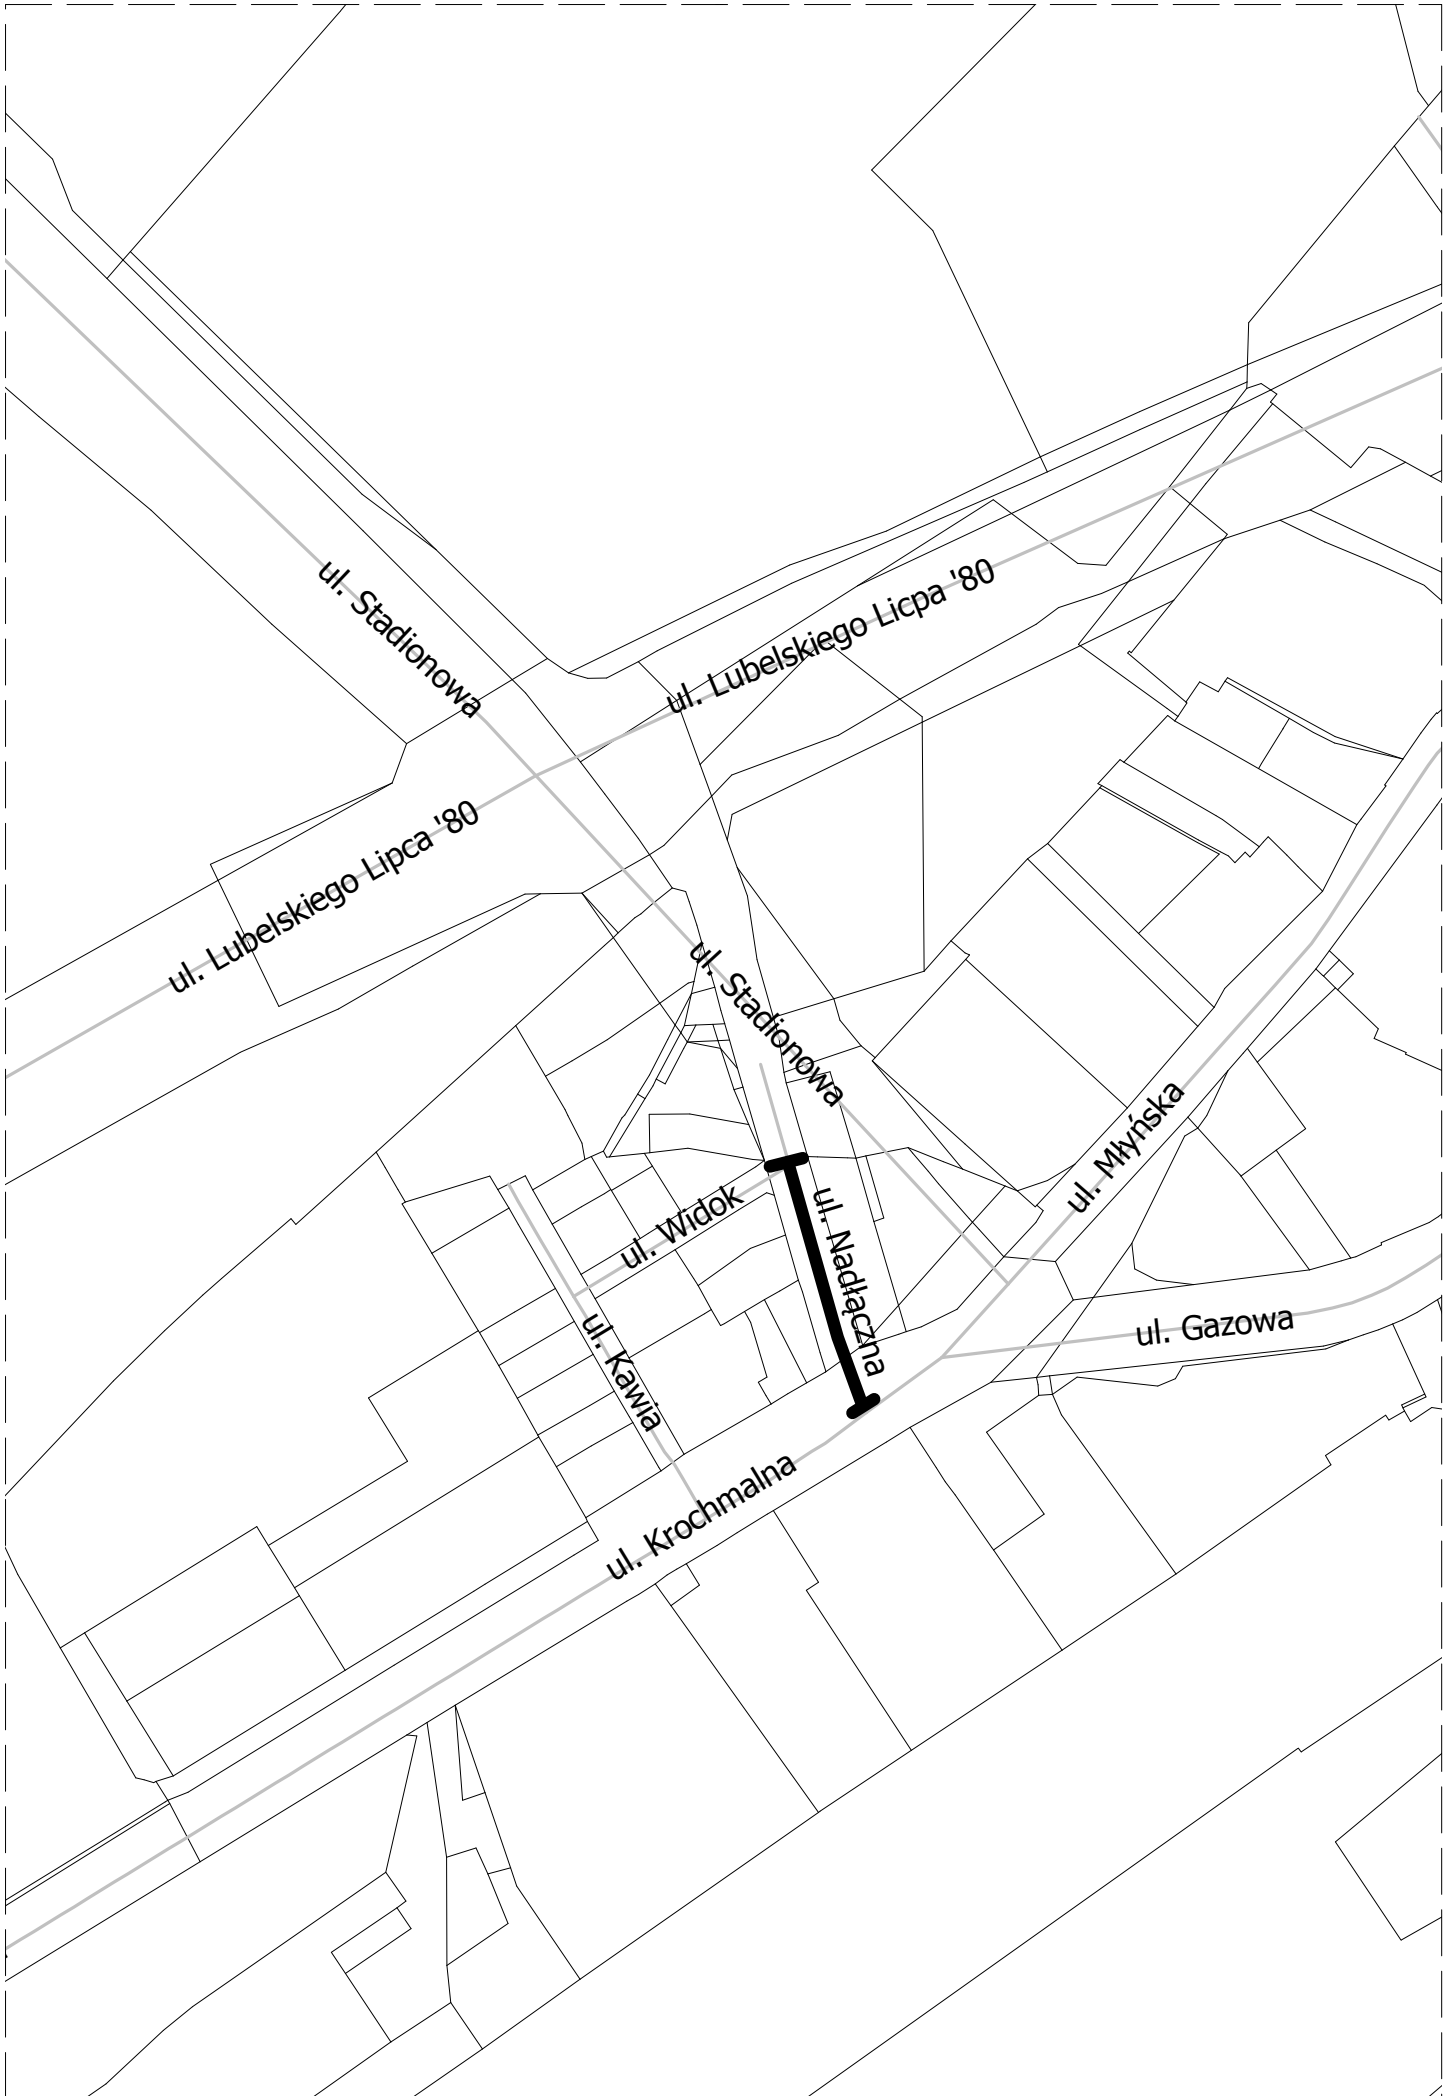 ul. Stadionowa
ul. Lubelskiego Licpa '80
ul. Lubelskiego Lipca '80
ul. Stadionowa
ul. Młyńska
ul. Widok
ul. Nadłączna
ul. Gazowa
ul. Kawia
ul. Krochmalna